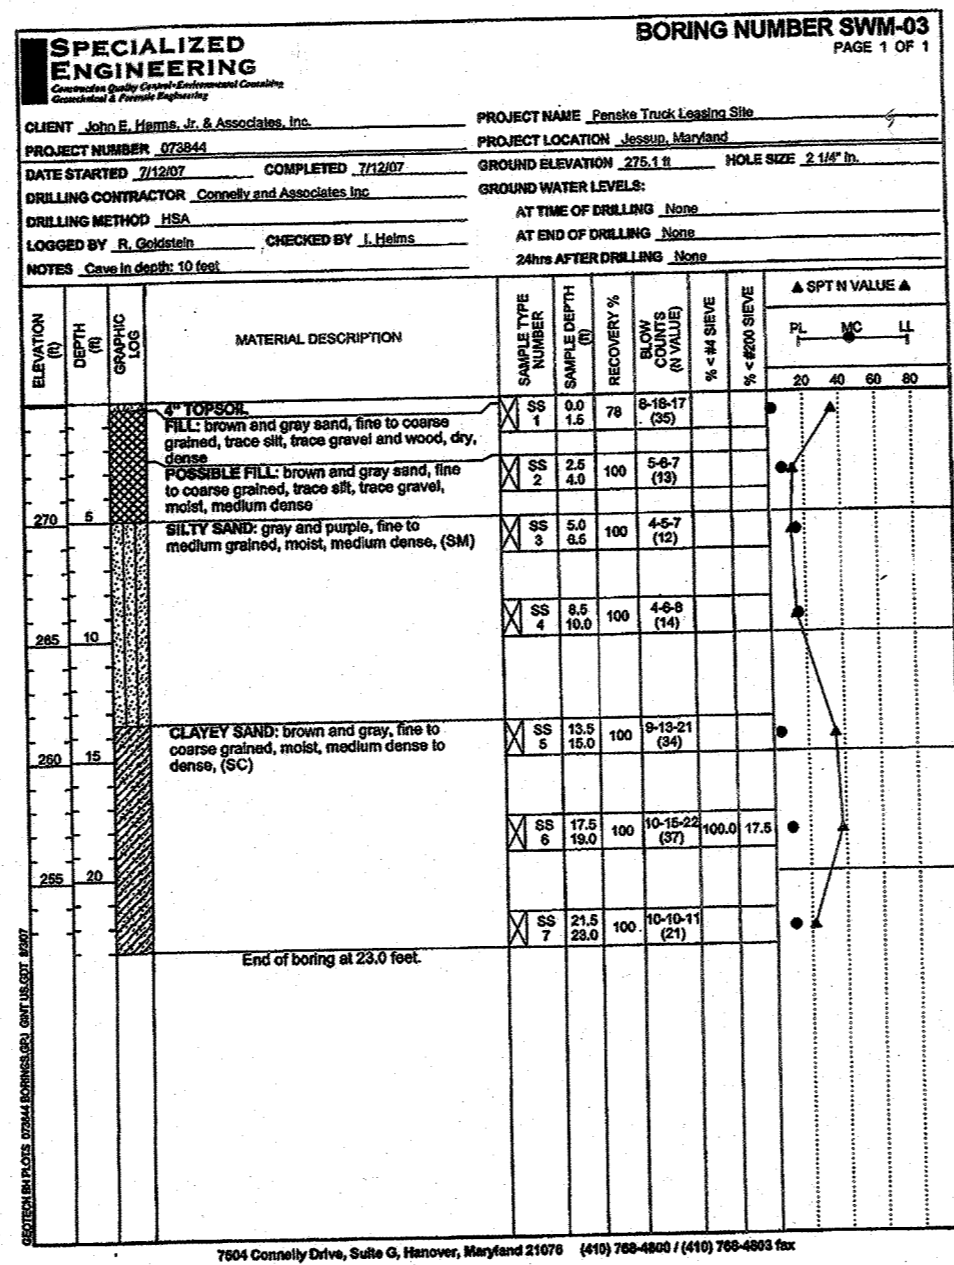 SPECIALIZED
ENGINEERING
Construction Quality Control•Environmental Consulting
Geotechnical & Forensic Engineering
BORING NUMBER SWM-03
PAGE 1 OF 1
CLIENT John E. Harms, Jr. & Associates, Inc.
PROJECT NAME Penske Truck Leasing Site
PROJECT NUMBER 073844
PROJECT LOCATION Jessup, Maryland
DATE STARTED 7/12/07 COMPLETED 7/12/07
GROUND ELEVATION 275.1 ft HOLE SIZE 2 1/4" in.
DRILLING CONTRACTOR Connelly and Associates Inc
GROUND WATER LEVELS:
DRILLING METHOD HSA
AT TIME OF DRILLING None
LOGGED BY R. Goldstein CHECKED BY I. Helms
AT END OF DRILLING None
NOTES Cave in depth: 10 feet
24hrs AFTER DRILLING None
ELEVATION (ft)
DEPTH (ft)
GRAPHIC LOG
MATERIAL DESCRIPTION
SAMPLE TYPE NUMBER
SAMPLE DEPTH (ft)
RECOVERY %
BLOW COUNTS (N VALUE)
% < #4 SIEVE
% < #200 SIEVE
▲ SPT N VALUE ▲
PL MC LL
20 40 60 80
4" TOPSOIL
FILL: brown and gray sand, fine to coarse
grained, trace silt, trace gravel and wood, dry,
dense
SS 1 0.0 1.5 78 8-18-17 (35)
POSSIBLE FILL: brown and gray sand, fine
to coarse grained, trace silt, trace gravel,
moist, medium dense
SS 2 2.5 4.0 100 5-6-7 (13)
270 5
SILTY SAND: gray and purple, fine to
medium grained, moist, medium dense, (SM)
SS 3 5.0 6.5 100 4-5-7 (12)
SS 4 8.5 10.0 100 4-6-8 (14)
265 10
CLAYEY SAND: brown and gray, fine to
coarse grained, moist, medium dense to
dense, (SC)
SS 5 13.5 15.0 100 9-13-21 (34)
260 15
SS 6 17.5 19.0 100 10-15-22 (37) 100.0 17.5
255 20
SS 7 21.5 23.0 100 10-10-11 (21)
End of boring at 23.0 feet.
GEOTECH BH PLOTS 073844 BORINGS.GPJ GINT US.GDT 8/23/07
7504 Connelly Drive, Suite G, Hanover, Maryland 21076 (410) 768-4800 / (410) 768-4803 fax